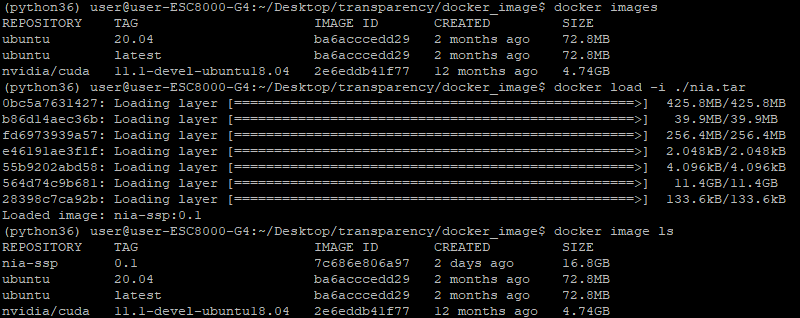 (python36) user@user-ESC8000-G4:~/Desktop/transparency/docker_image$ docker images
REPOSITORY TAG IMAGE ID CREATED SIZE
ubuntu 20.04 ba6acccedd29 2 months ago 72.8MB
ubuntu latest ba6acccedd29 2 months ago 72.8MB
nvidia/cuda 11.1-devel-ubuntu18.04 2e6eddb41f77 12 months ago 4.74GB
(python36) user@user-ESC8000-G4:~/Desktop/transparency/docker_image$ docker load -i ./nia.tar
0bc5a7631427: Loading layer [==================================================>] 425.8MB/425.8MB
b86d14aec36b: Loading layer [==================================================>] 39.9MB/39.9MB
fd6973939a57: Loading layer [==================================================>] 256.4MB/256.4MB
e46191ae3f1f: Loading layer [==================================================>] 2.048kB/2.048kB
55b9202abd58: Loading layer [==================================================>] 4.096kB/4.096kB
564d74c9b681: Loading layer [==================================================>] 11.4GB/11.4GB
28398c7ca92b: Loading layer [==================================================>] 133.6kB/133.6kB
Loaded image: nia-ssp:0.1
(python36) user@user-ESC8000-G4:~/Desktop/transparency/docker_image$ docker image ls
REPOSITORY TAG IMAGE ID CREATED SIZE
nia-ssp 0.1 7c686e806a97 2 days ago 16.8GB
ubuntu 20.04 ba6acccedd29 2 months ago 72.8MB
ubuntu latest ba6acccedd29 2 months ago 72.8MB
nvidia/cuda 11.1-devel-ubuntu18.04 2e6eddb41f77 12 months ago 4.74GB